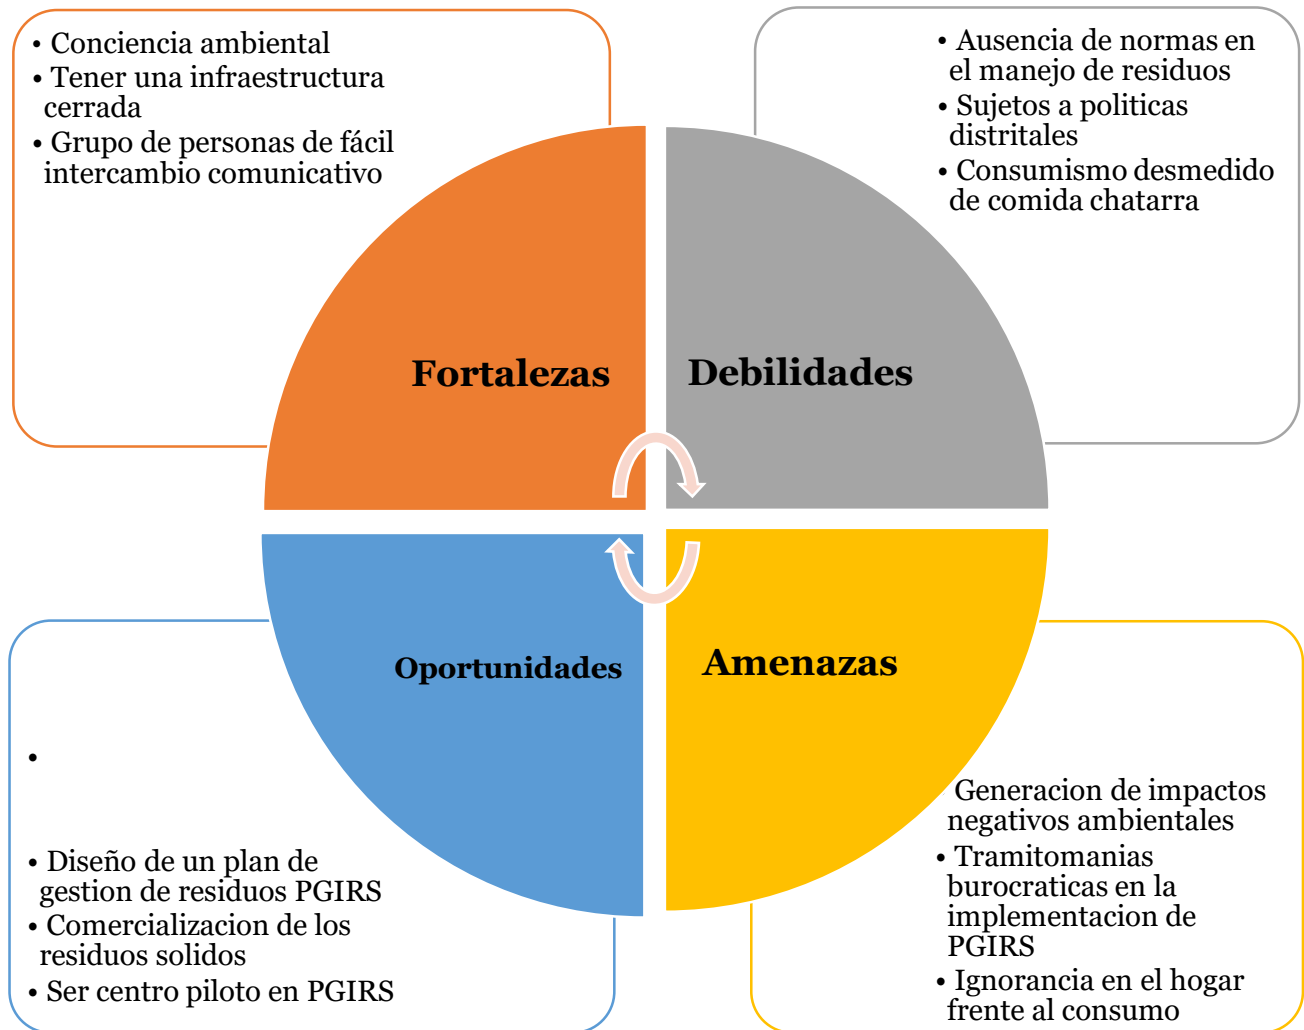 • Conciencia ambiental
• Tener una infraestructura
cerrada
• Grupo de personas de fácil
intercambio comunicativo
• Ausencia de normas en
el manejo de residuos
• Sujetos a politicas
distritales
• Consumismo desmedido
de comida chatarra
Fortalezas
Debilidades
Oportunidades
Amenazas
•
• Diseño de un plan de
gestion de residuos PGIRS
• Comercializacion de los
residuos solidos
• Ser centro piloto en PGIRS
Generacion de impactos
negativos ambientales
• Tramitomanias
burocraticas en la
implementacion de
PGIRS
• Ignorancia en el hogar
frente al consumo